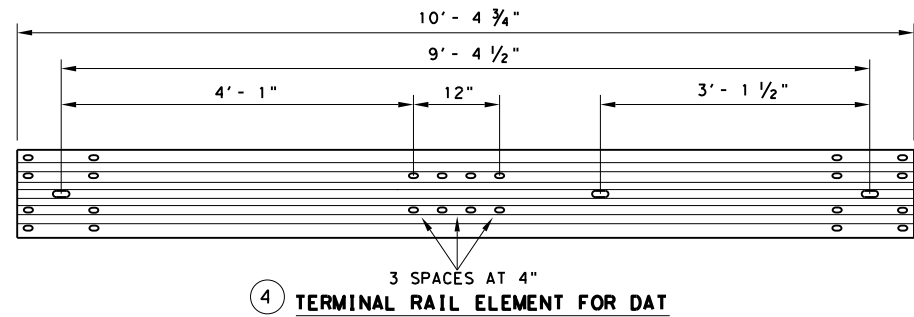 10' - 4 ¾"
9' - 4 ½"
4' - 1"
12"
3' - 1 ½"
3 SPACES AT 4"
4 TERMINAL RAIL ELEMENT FOR DAT